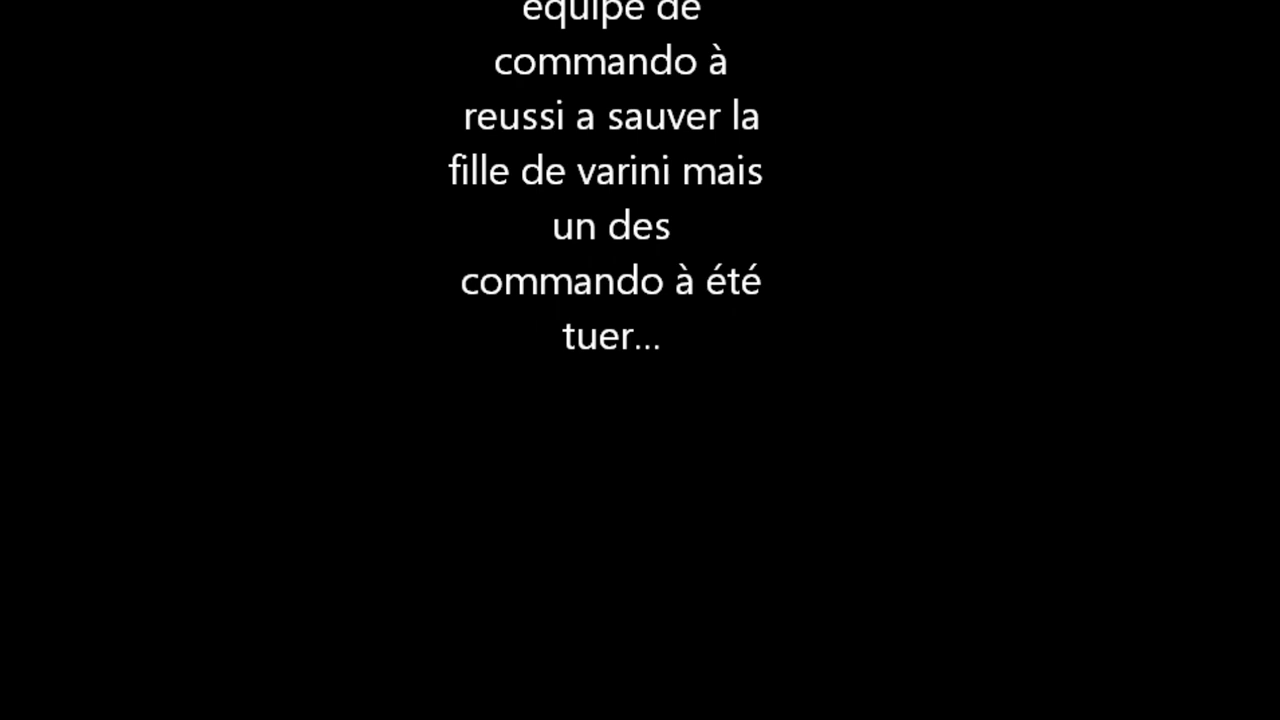 equipe de
commando à
reussi a sauver la
fille de varini mais
un des
commando à été
tuer...